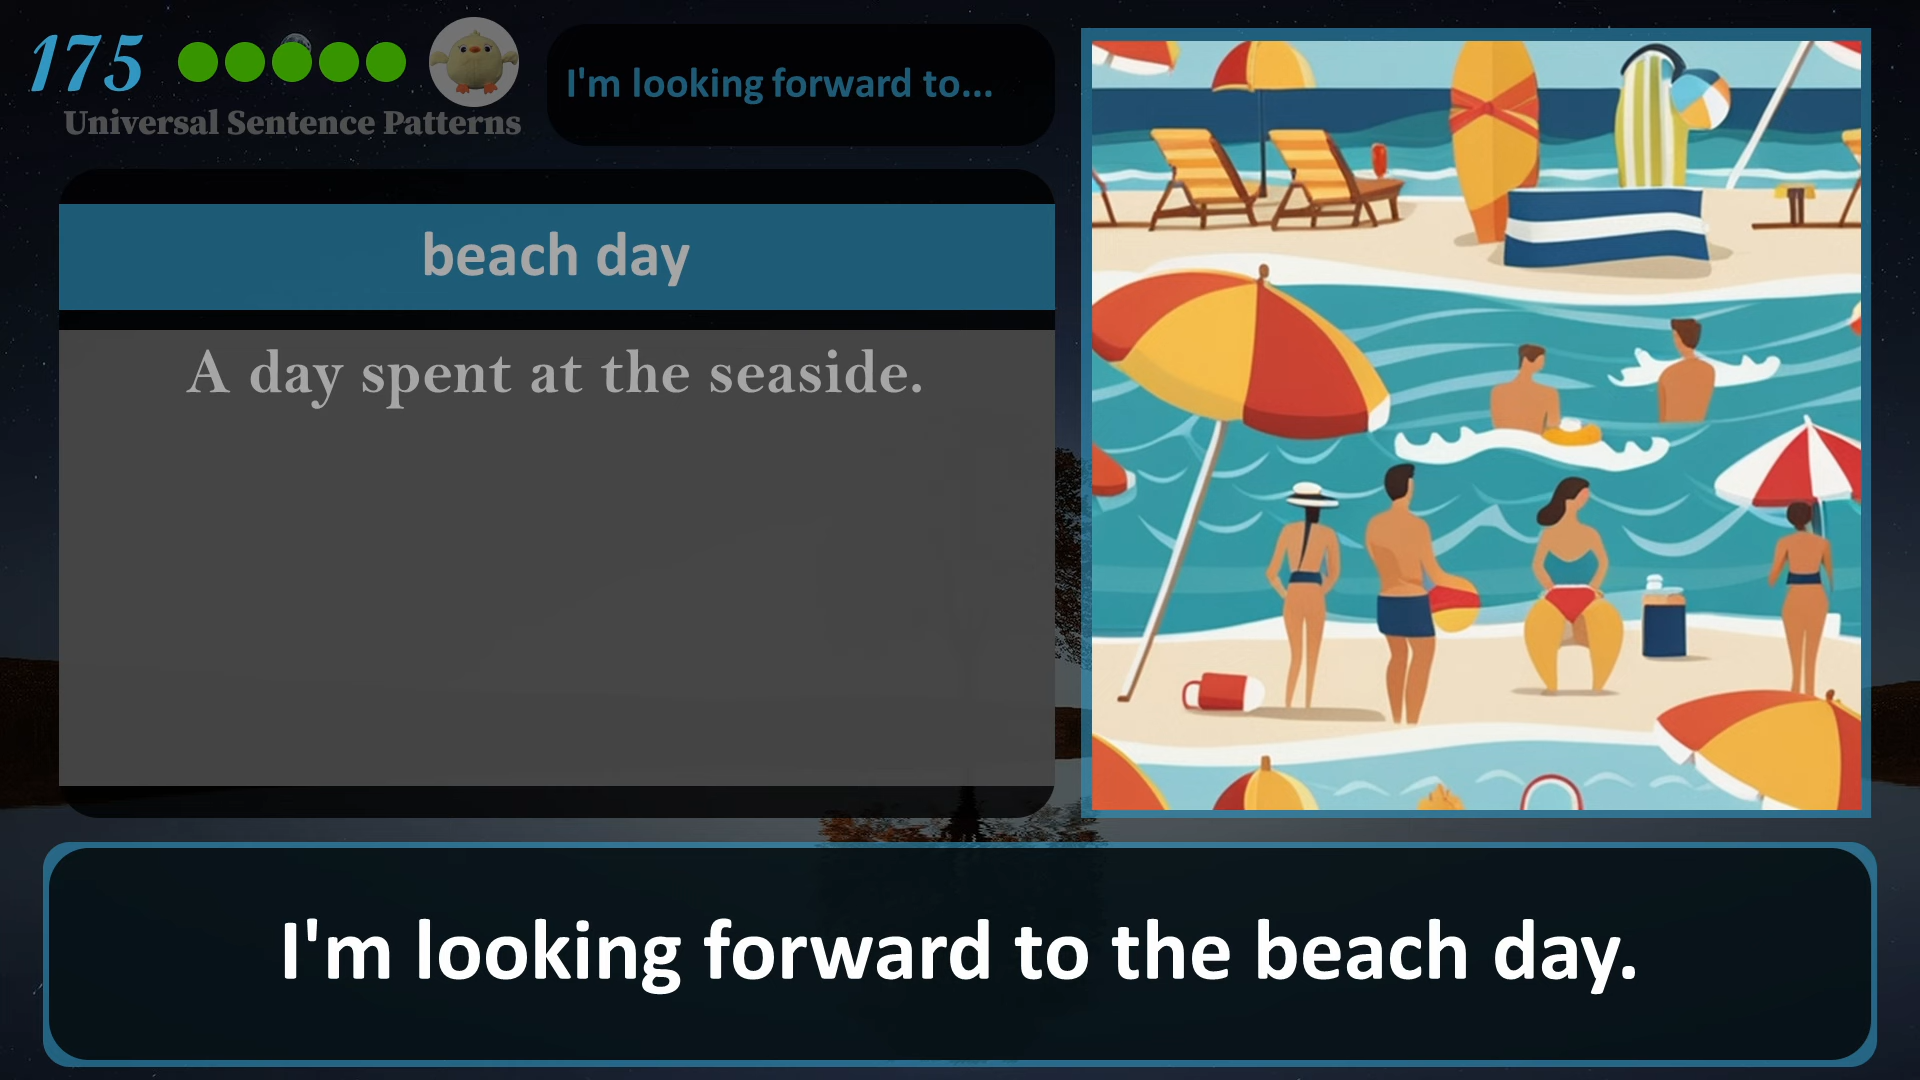 175
Universal Sentence Patterns
I'm looking forward to...
beach day
A day spent at the seaside.
I'm looking forward to the beach day.